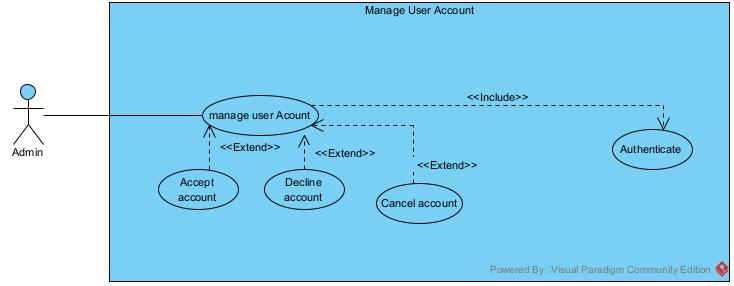 Manage User Account
<<Include>>
manage user Acount
Admin
<<Extend>>
<<Extend>>
<<Extend>>
Authenticate
Accept
account
Decline
account
Cancel account
Powered By Visual Paradigm Community Edition